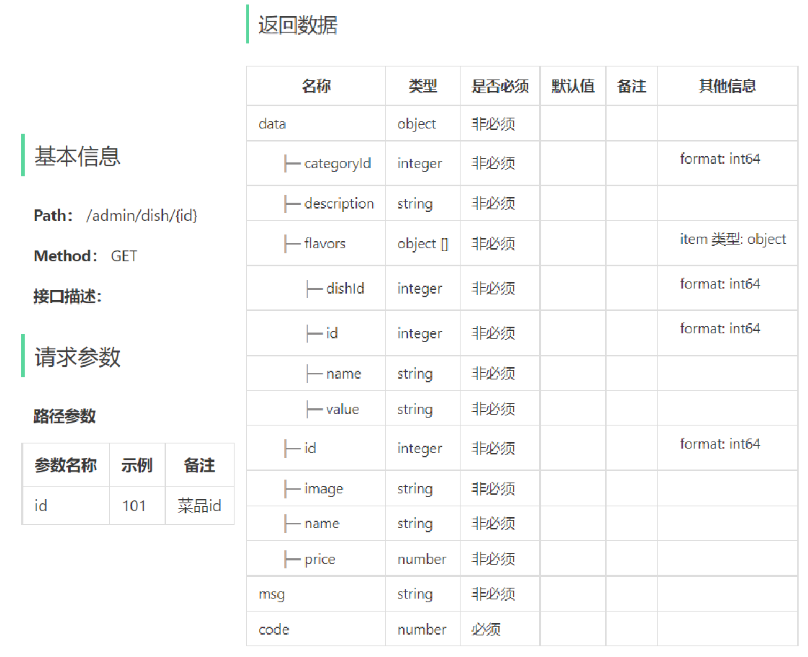 基本信息
Path： /admin/dish/{id}
Method： GET
接口描述：
请求参数
路径参数
参数名称 示例 备注
id 101 菜品id
返回数据
名称 类型 是否必须 默认值 备注 其他信息
data object 非必须
├─ categoryId integer 非必须 format: int64
├─ description string 非必须
├─ flavors object [] 非必须 item 类型: object
├─ dishId integer 非必须 format: int64
├─ id integer 非必须 format: int64
├─ name string 非必须
├─ value string 非必须
├─ id integer 非必须 format: int64
├─ image string 非必须
├─ name string 非必须
├─ price number 非必须
msg string 非必须
code number 必须